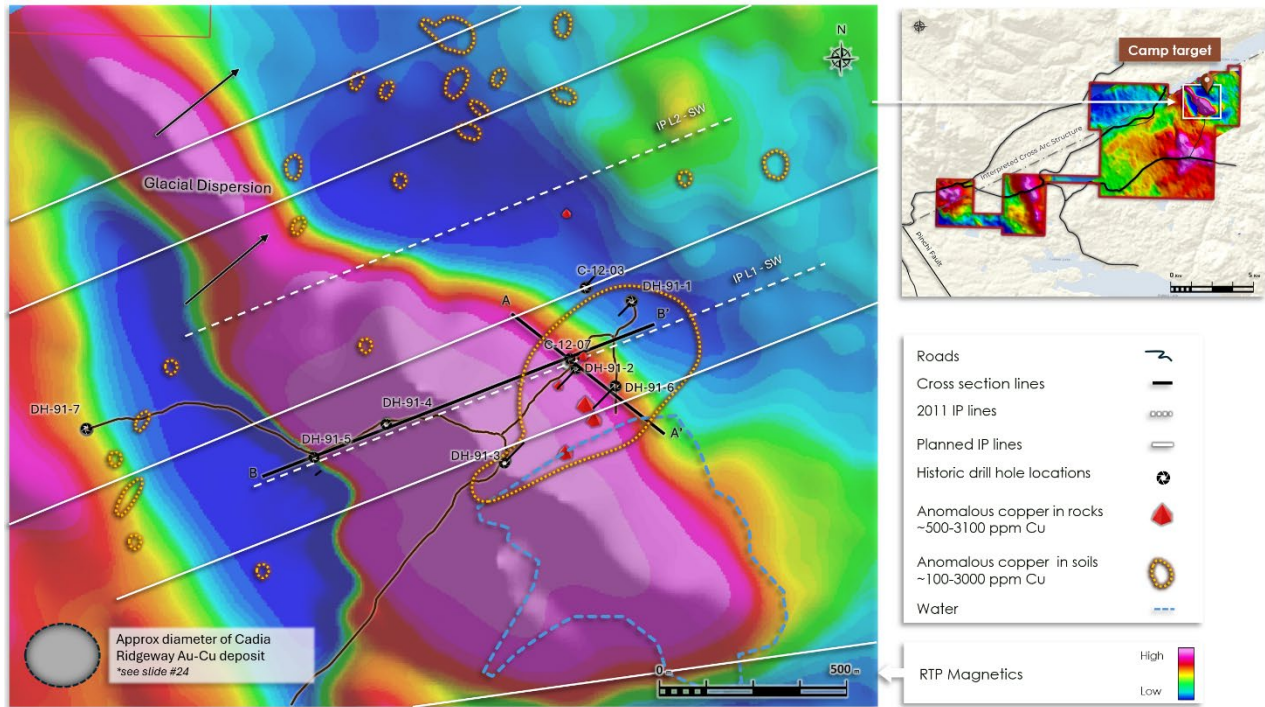 N
IP L2 - SW
Glacial Dispersion
C-12-03
DH-91-1
IP L1 - SW
A
B'
C-12-07
DH-91-2
DH-91-6
DH-91-4
DH-91-7
A'
DH-91-5
DH-91-3
B
Approx diameter of Cadia
Ridgeway Au-Cu deposit
*see slide #24
0 m
500 m
Camp target
Interpreted Cross Arc Structure
Pinchi Fault
0 km
5 km
Roads
Cross section lines
2011 IP lines
Planned IP lines
Historic drill hole locations
Anomalous copper in rocks
~500-3100 ppm Cu
Anomalous copper in soils
~100-3000 ppm Cu
Water
RTP Magnetics
High
Low